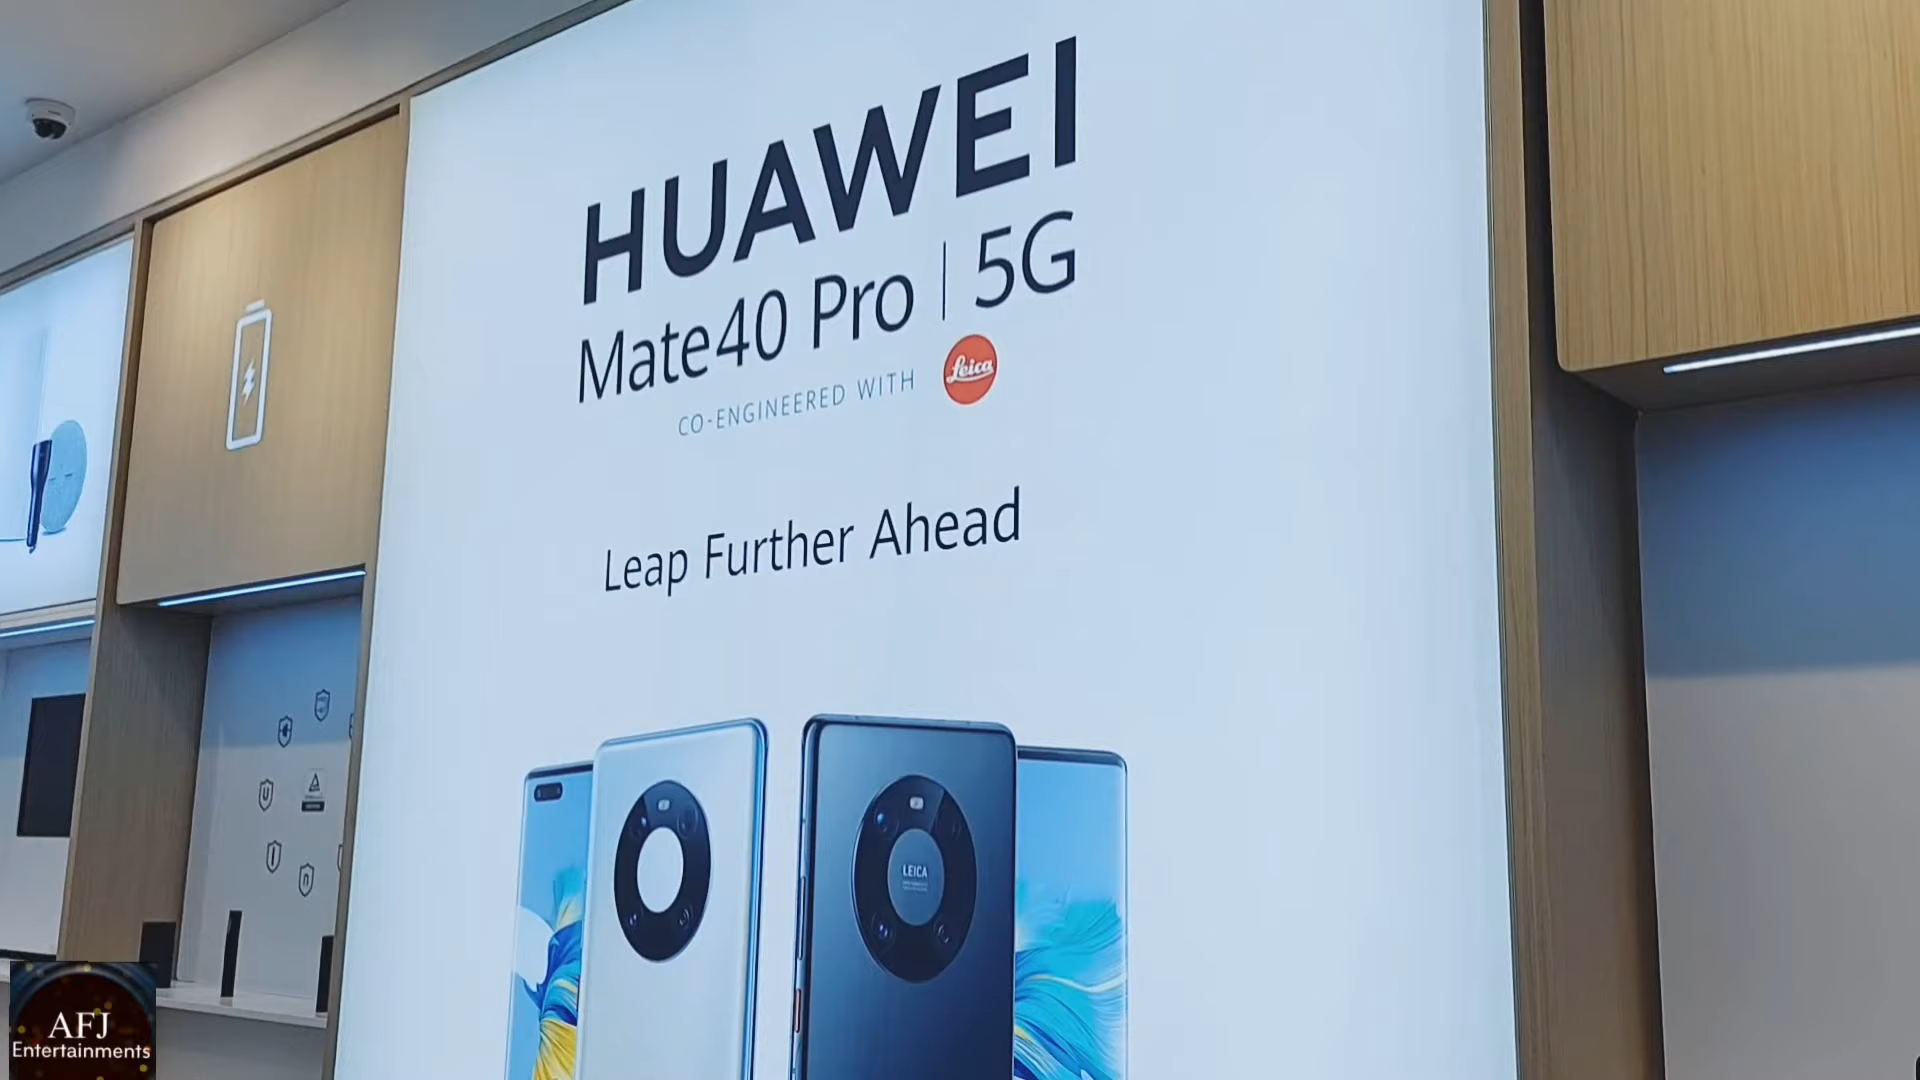 HUAWEI
Mate40 Pro | 5G
CO-ENGINEERED WITH Leica
Leap Further Ahead
LEICA
AFJ
Entertainments